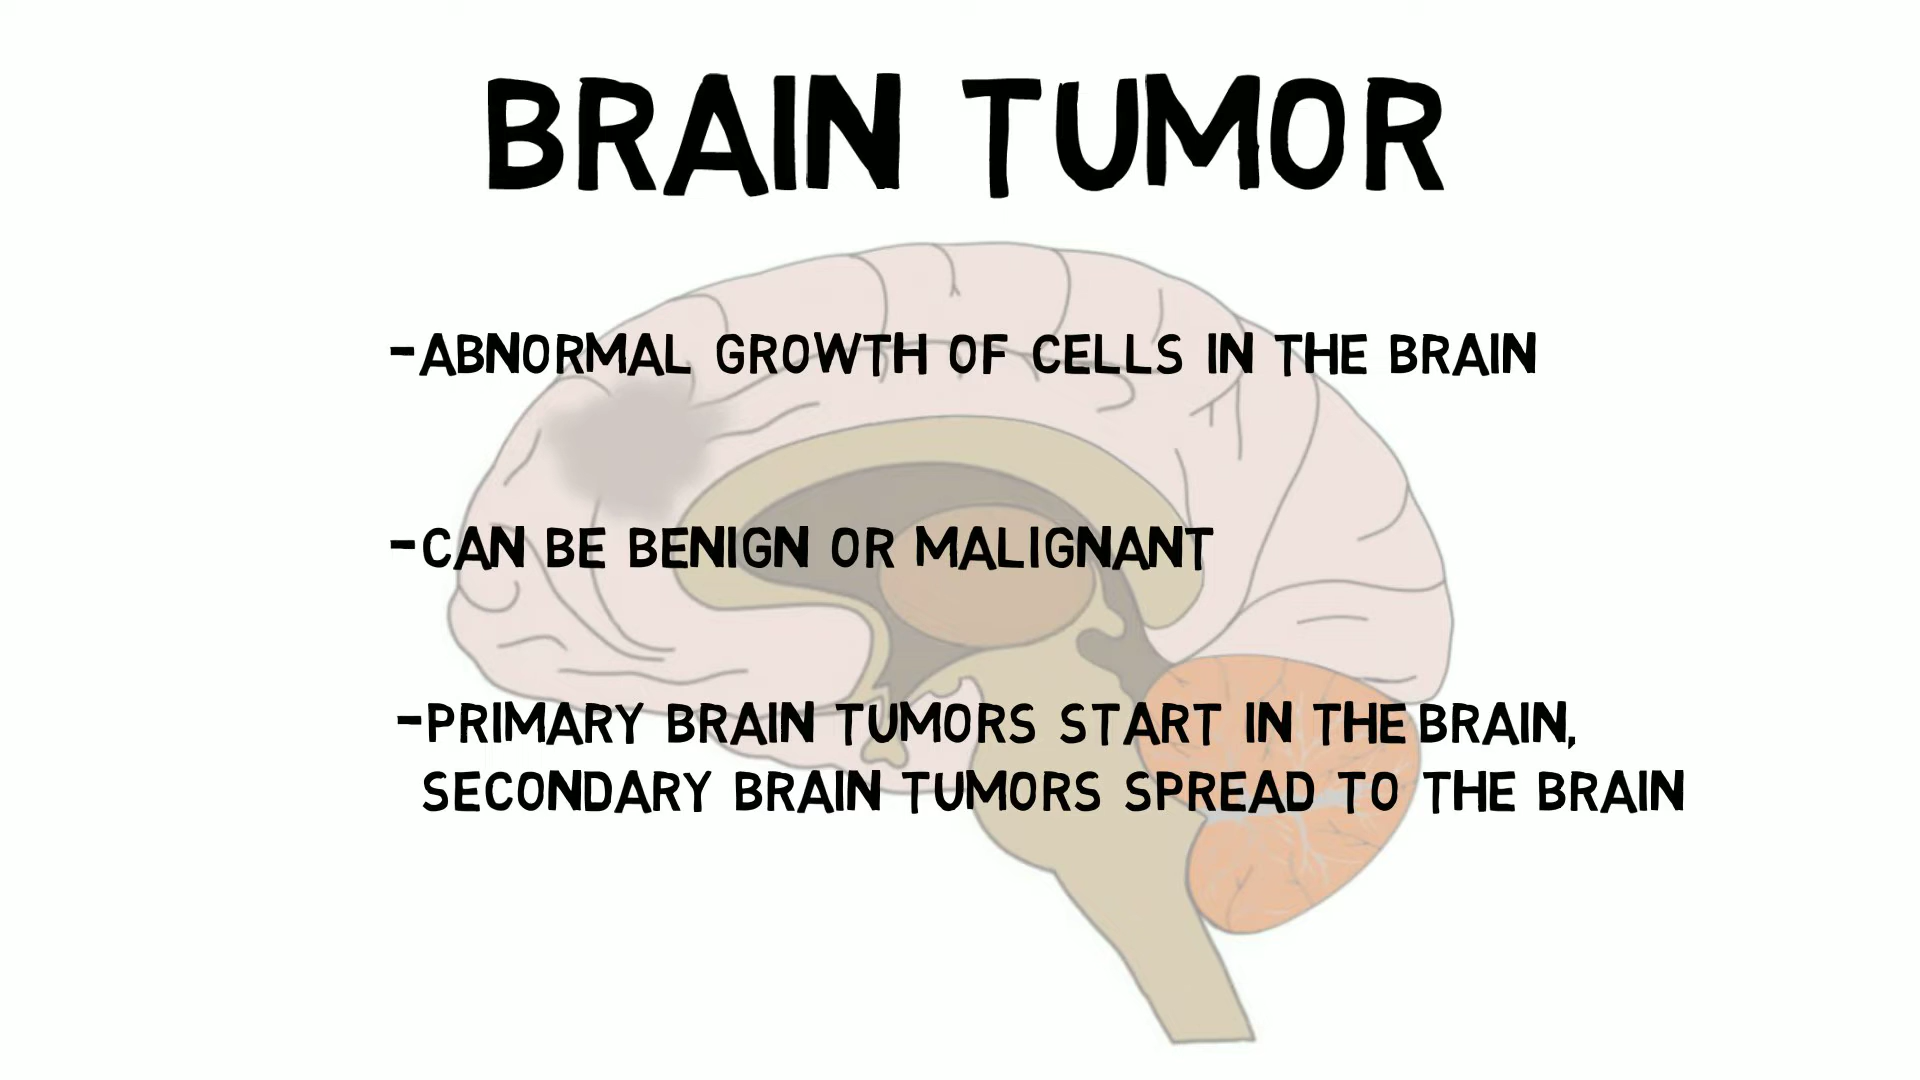 BRAIN TUMOR
-ABNORMAL GROWTH OF CELLS IN THE BRAIN
-CAN BE BENIGN OR MALIGNANT
-PRIMARY BRAIN TUMORS START IN THE BRAIN,
SECONDARY BRAIN TUMORS SPREAD TO THE BRAIN